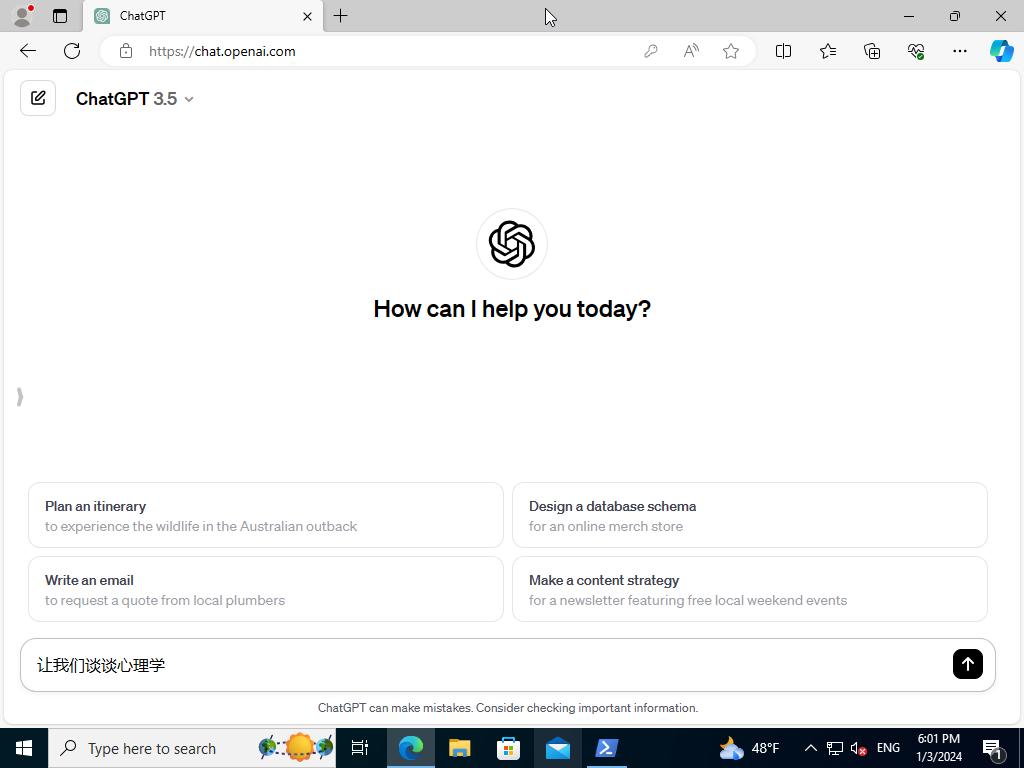 ChatGPT
https://chat.openai.com
ChatGPT 3.5
How can I help you today?
Plan an itinerary
to experience the wildlife in the Australian outback
Design a database schema
for an online merch store
Write an email
to request a quote from local plumbers
Make a content strategy
for a newsletter featuring free local weekend events
让我们谈谈心理学
ChatGPT can make mistakes. Consider checking important information.
Type here to search
48°F
ENG
6:01 PM
1/3/2024
1